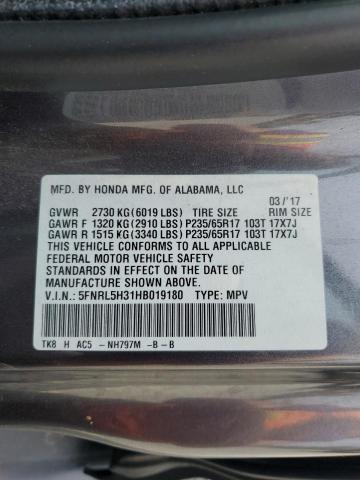 MFD. BY HONDA MFG. OF ALABAMA, LLC
03/'17
GVWR 2730 KG(6019 LBS) TIRE SIZE RIM SIZE
GAWR F 1320 KG(2910 LBS) P235/65R17 103T 17X7J
GAWR R 1515 KG(3340 LBS) P235/65R17 103T 17X7J
THIS VEHICLE CONFORMS TO ALL APPLICABLE
FEDERAL MOTOR VEHICLE SAFETY
STANDARDS IN EFFECT ON THE DATE OF
MANUFACTURE SHOWN ABOVE.
V.I.N.: 5FNRL5H31HB019180 TYPE: MPV
TK8 H AC5 - NH797M -B-B